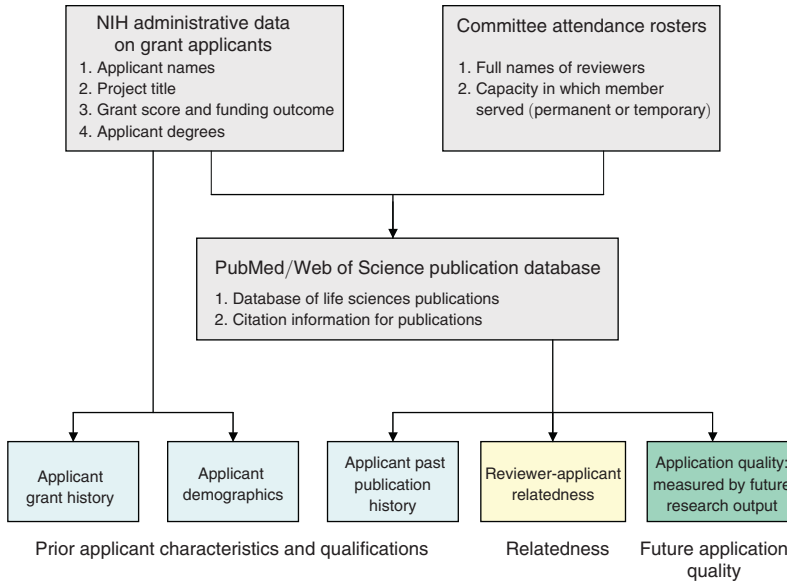 NIH administrative data
on grant applicants
1. Applicant names
2. Project title
3. Grant score and funding outcome
4. Applicant degrees
Committee attendance rosters
1. Full names of reviewers
2. Capacity in which member
served (permanent or temporary)
PubMed/Web of Science publication database
1. Database of life sciences publications
2. Citation information for publications
Applicant
grant history
Applicant
demographics
Applicant past
publication
history
Reviewer-applicant
relatedness
Application quality:
measured by future
research output
Prior applicant characteristics and qualifications
Relatedness
Future application
quality